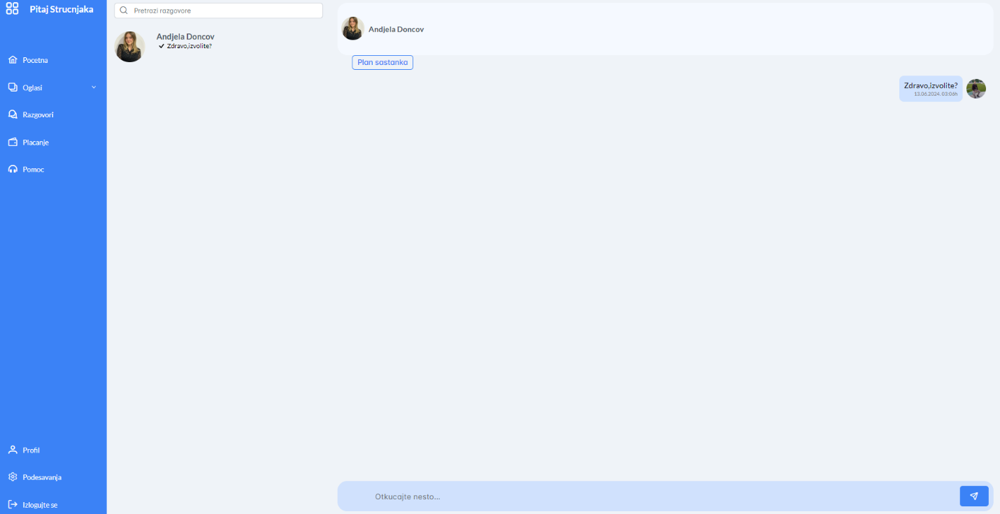 Pitaj Strucnjaka
Pocetna
Oglasi
Razgovori
Placanje
Pomoc
Profil
Podesavanja
Izlogujte se
Pretrazi razgovore
Andjela Doncov
Zdravo,izvolite?
Andjela Doncov
Plan sastanka
Zdravo,izvolite?
13.06.2024. 03:06h
Otkucajte nesto...